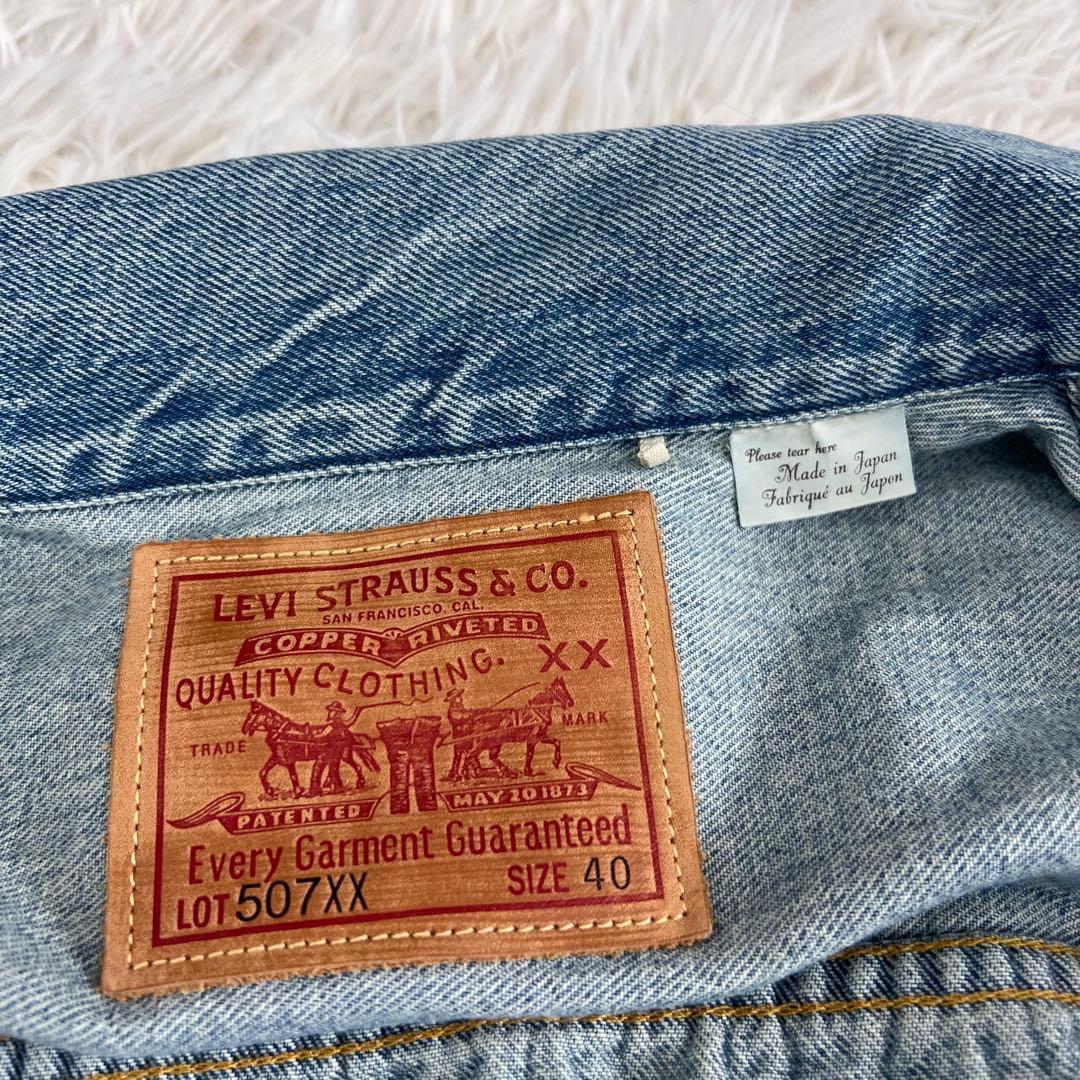 Please tear here
Made in Japan
Fabriqué au Japon
LEVI STRAUSS & CO.
SAN FRANCISCO. CAL.
COPPER RIVETED
QUALITY CLOTHING. XX
TRADE MARK
PATENTED MAY 20 1873
Every Garment Guaranteed
LOT 507XX SIZE 40